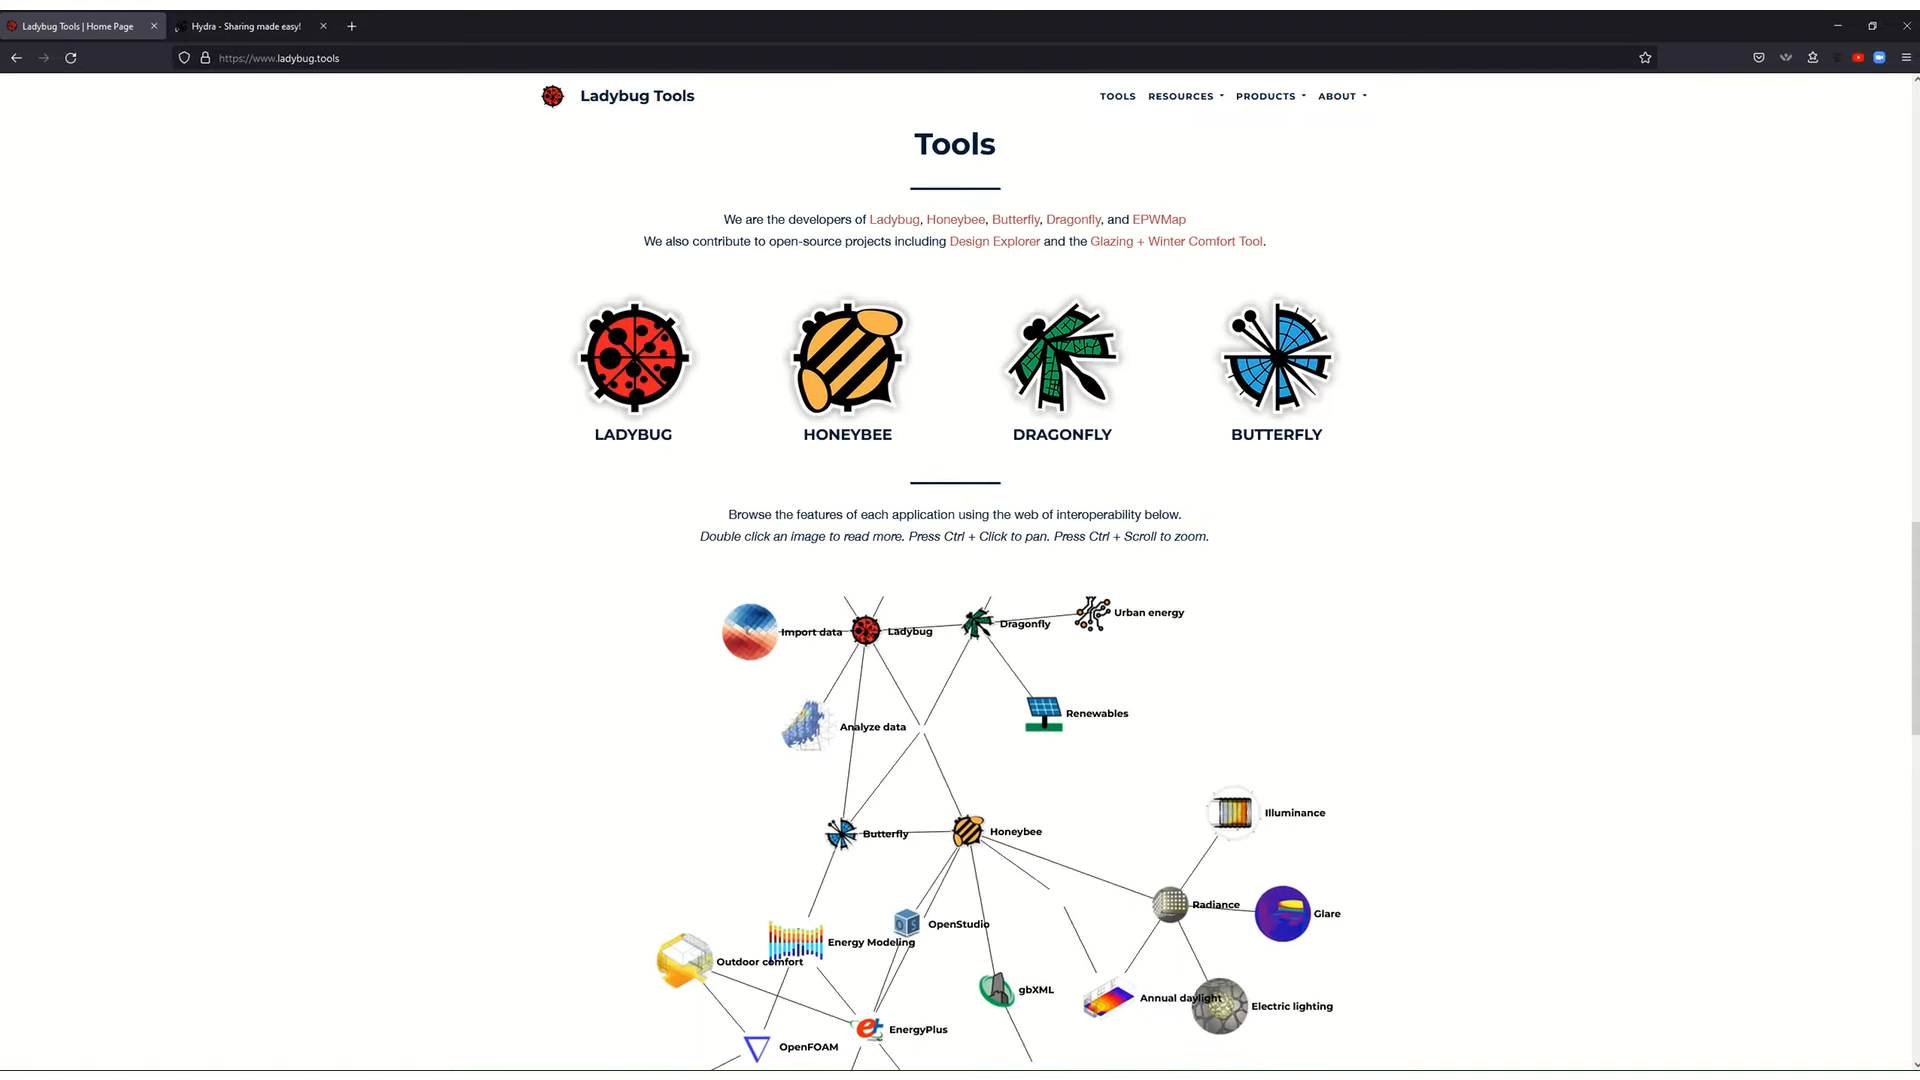 Ladybug Tools | Home Page
Hydra - Sharing made easy!
https://www.ladybug.tools
Ladybug Tools
TOOLS RESOURCES PRODUCTS ABOUT
Tools
We are the developers of Ladybug, Honeybee, Butterfly, Dragonfly, and EPWMap
We also contribute to open-source projects including Design Explorer and the Glazing + Winter Comfort Tool.
LADYBUG
HONEYBEE
DRAGONFLY
BUTTERFLY
Browse the features of each application using the web of interoperability below.
Double click an image to read more. Press Ctrl + Click to pan. Press Ctrl + Scroll to zoom.
Urban energy
Dragonfly
Import data
Ladybug
Renewables
Analyze data
Illuminance
Butterfly
Honeybee
Radiance
Glare
OS
OpenStudio
Energy Modeling
Outdoor comfort
gbXML
Annual daylight
Electric lighting
EnergyPlus
OpenFOAM